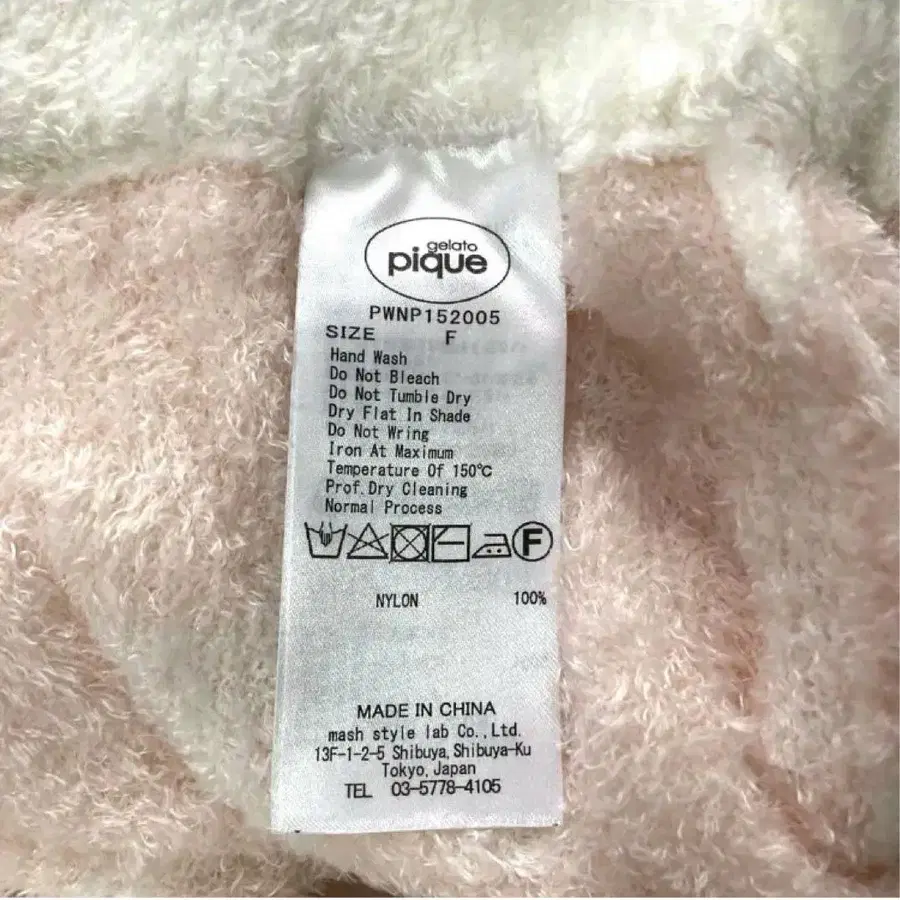 gelato
pique
PWNP152005
SIZE F
Hand Wash
Do Not Bleach
Do Not Tumble Dry
Dry Flat In Shade
Do Not Wring
Iron At Maximum
Temperature Of 150℃
Prof.Dry Cleaning
Normal Process
F
NYLON 100%
MADE IN CHINA
mash style lab Co.,Ltd.
13F-1-2-5 Shibuya,Shibuya-Ku
Tokyo,Japan
TEL 03-5778-4105